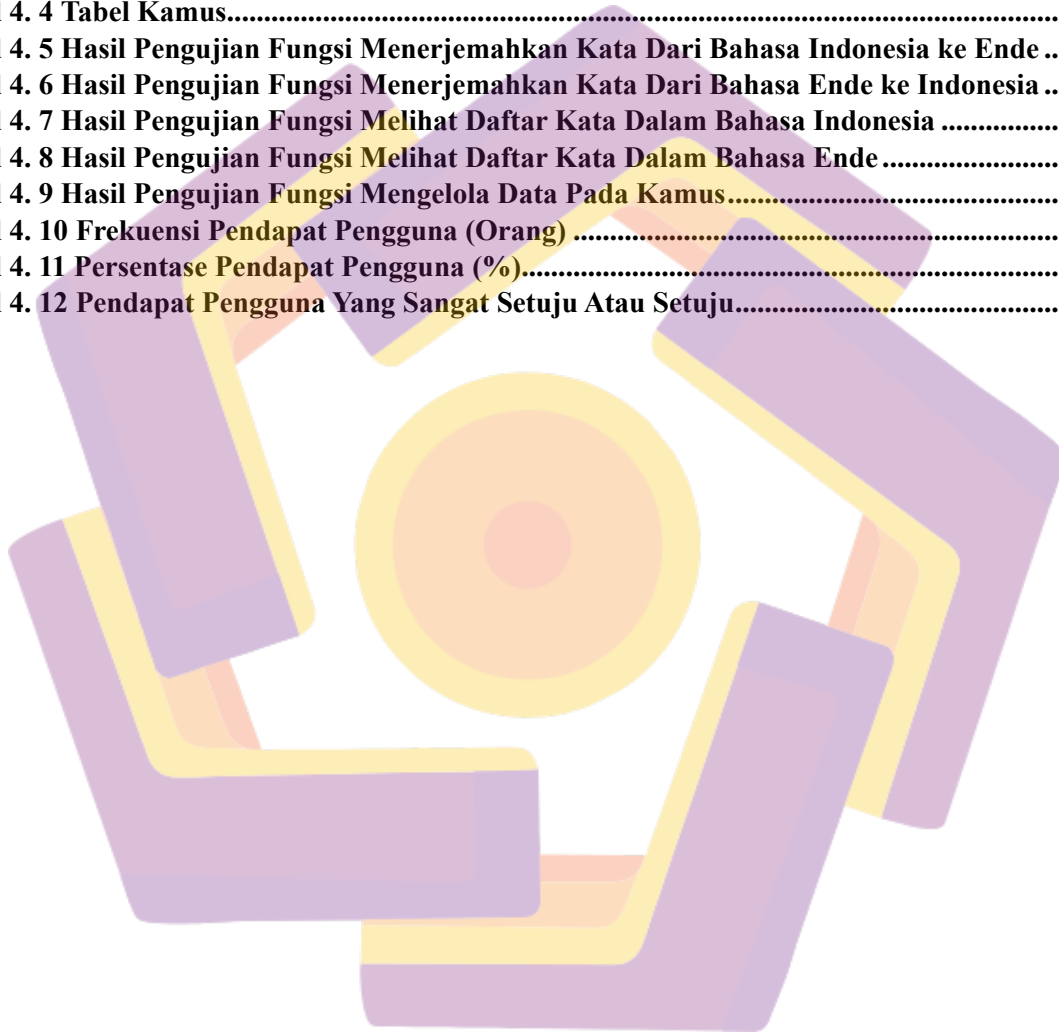 l 4. 4 Tabel Kamus....................................................................................................
l 4. 5 Hasil Pengujian Fungsi Menerjemahkan Kata Dari Bahasa Indonesia ke Ende ..
l 4. 6 Hasil Pengujian Fungsi Menerjemahkan Kata Dari Bahasa Ende ke Indonesia ..
l 4. 7 Hasil Pengujian Fungsi Melihat Daftar Kata Dalam Bahasa Indonesia ..............
l 4. 8 Hasil Pengujian Fungsi Melihat Daftar Kata Dalam Bahasa Ende .....................
l 4. 9 Hasil Pengujian Fungsi Mengelola Data Pada Kamus........................................
l 4. 10 Frekuensi Pendapat Pengguna (Orang) ..........................................................
l 4. 11 Persentase Pendapat Pengguna (%)................................................................
l 4. 12 Pendapat Pengguna Yang Sangat Setuju Atau Setuju.......................................